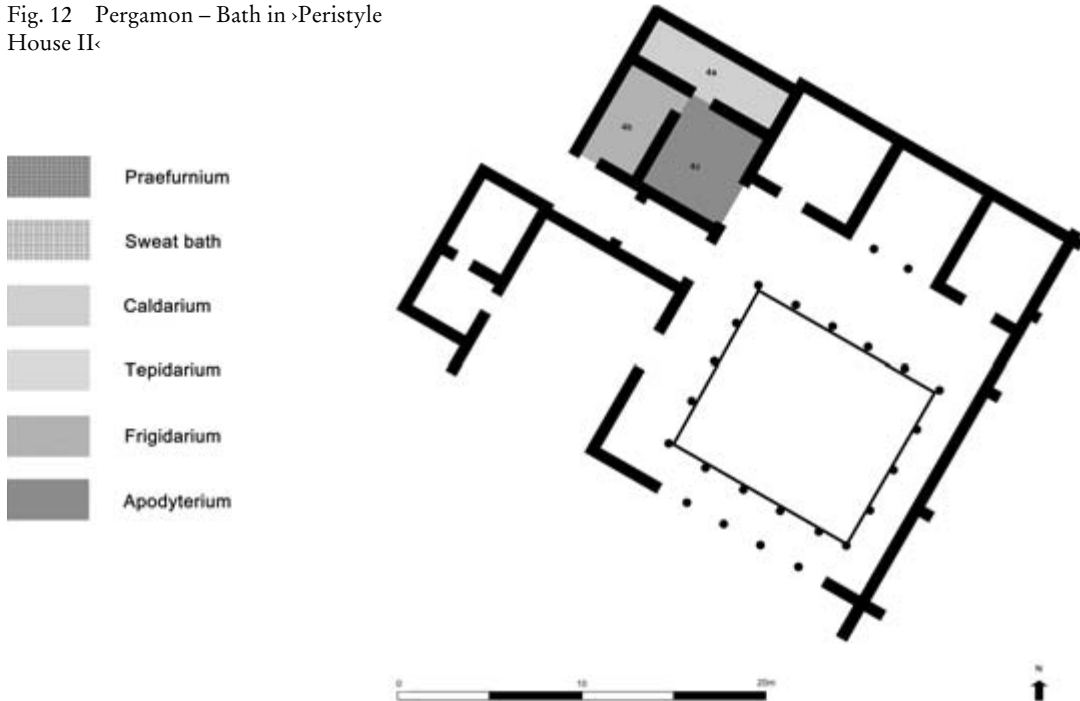 Fig. 12 Pergamon – Bath in ›Peristyle
House II‹
Praefurnium
Sweat bath
Caldarium
Tepidarium
Frigidarium
Apodyterium
0 10 20m
N